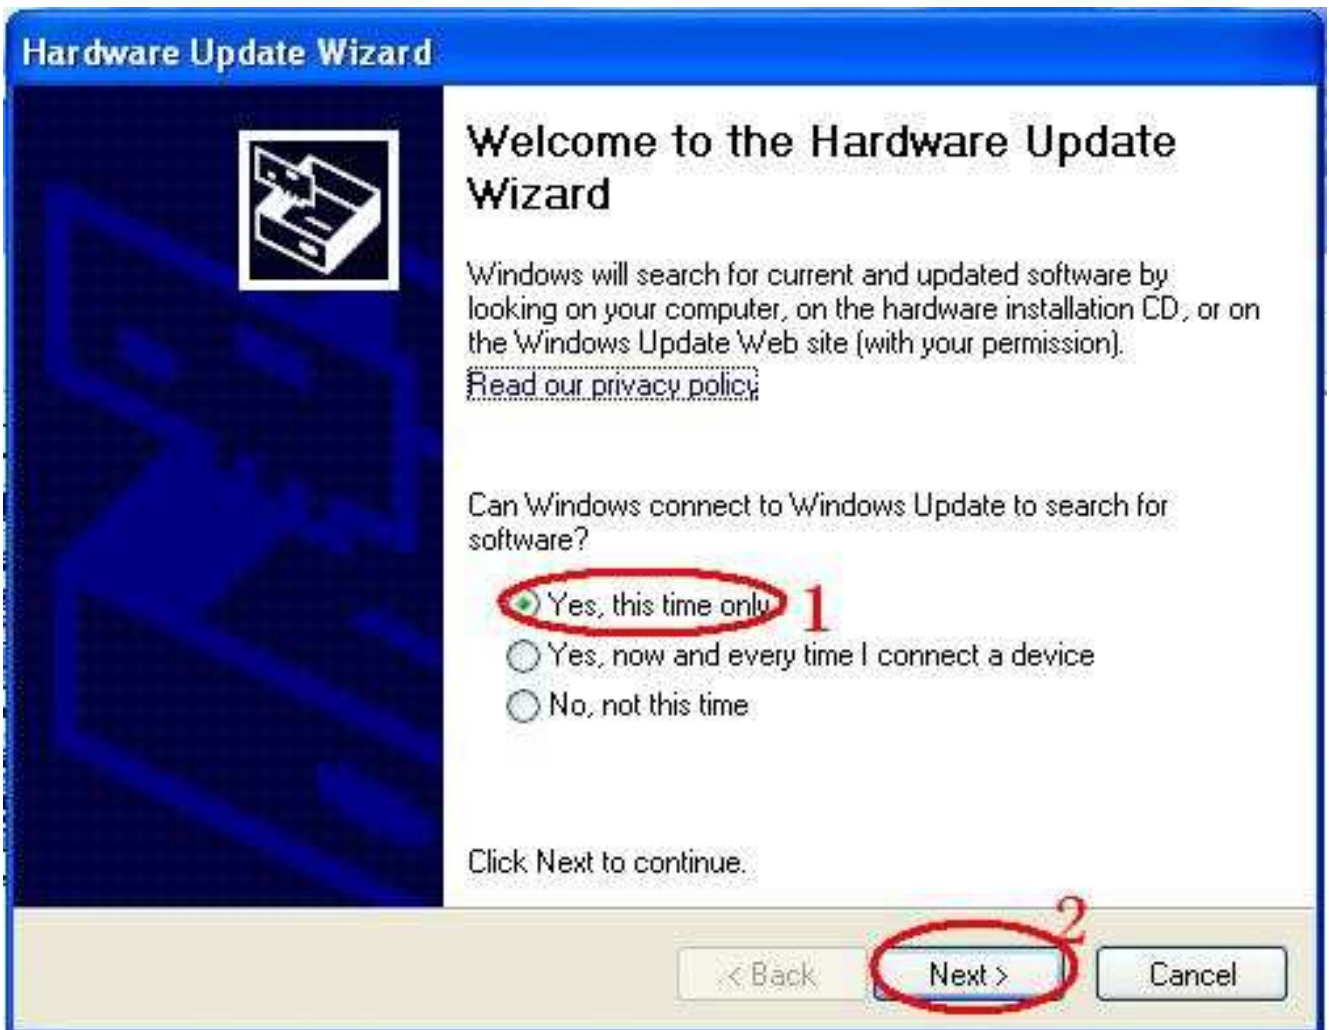 Hardware Update Wizard
Welcome to the Hardware Update
Wizard
Windows will search for current and updated software by
looking on your computer, on the hardware installation CD, or on
the Windows Update Web site (with your permission).
Read our privacy policy
Can Windows connect to Windows Update to search for
software?
Yes, this time only 1
Yes, now and every time I connect a device
No, not this time
Click Next to continue.
2
< Back Next > Cancel